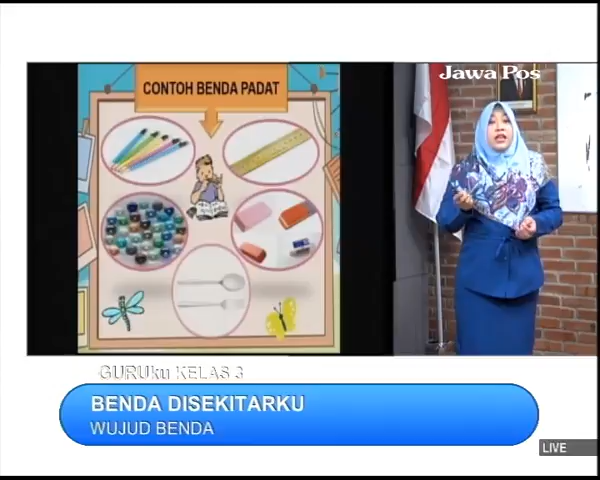 Jawa Pos
CONTOH BENDA PADAT
GURUku KELAS 3
BENDA DISEKITARKU
WUJUD BENDA
LIVE